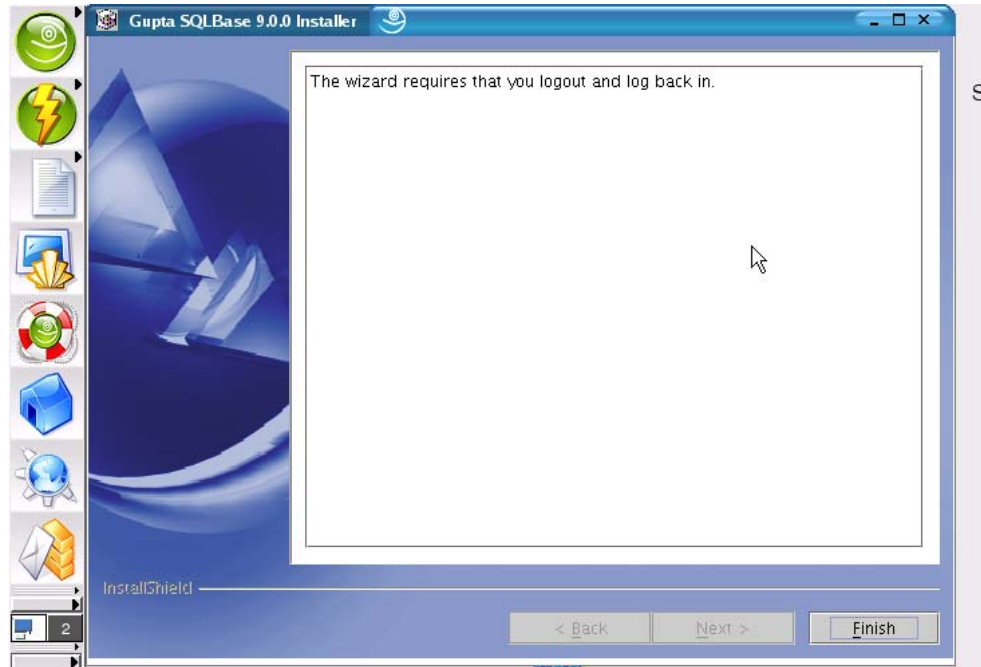 Gupta SQLBase 9.0.0 Installer
The wizard requires that you logout and log back in.
InstallShield
< Back
Next >
Finish
2
s